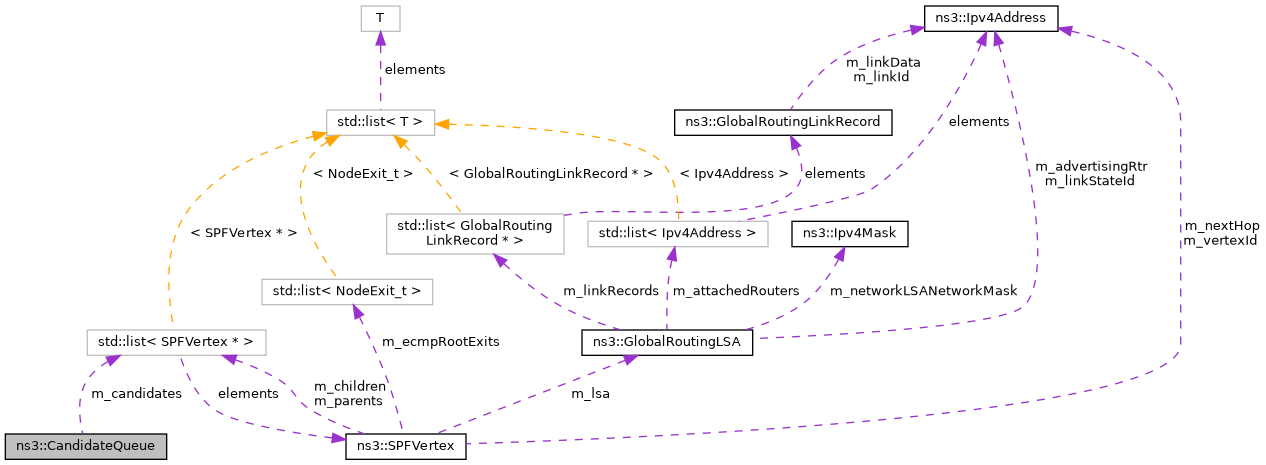 T
ns3::Ipv4Address
elements
m_linkData
m_linkId
std::list< T >
ns3::GlobalRoutingLinkRecord
elements
< NodeExit_t >
< GlobalRoutingLinkRecord * >
< Ipv4Address >
elements
m_advertisingRtr
m_linkStateId
< SPFVertex * >
std::list< GlobalRouting
LinkRecord * >
std::list< Ipv4Address >
ns3::Ipv4Mask
m_nextHop
m_vertexId
std::list< NodeExit_t >
m_linkRecords
m_attachedRouters
m_networkLSANetworkMask
std::list< SPFVertex * >
m_ecmpRootExits
ns3::GlobalRoutingLSA
m_candidates
elements
m_children
m_parents
m_lsa
ns3::CandidateQueue
ns3::SPFVertex